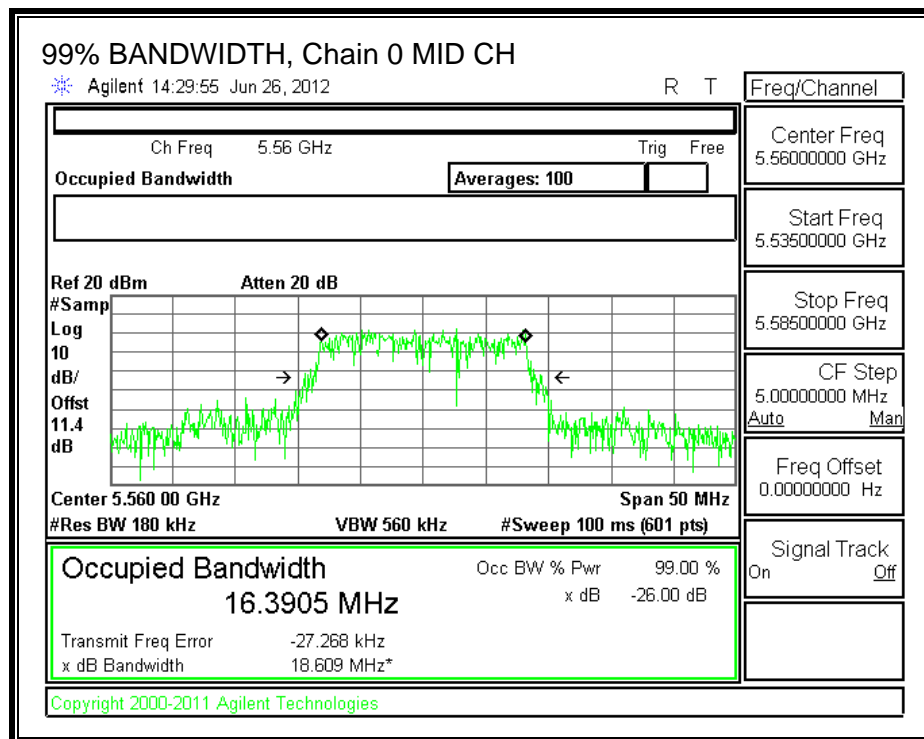 99% BANDWIDTH, Chain 0 MID CH
Agilent 14:29:55 Jun 26, 2012 R T
Freq/Channel
Ch Freq 5.56 GHz Trig Free
Occupied Bandwidth Averages: 100
Center Freq
5.56000000 GHz
Start Freq
5.53500000 GHz
Stop Freq
5.58500000 GHz
CF Step
5.00000000 MHz
Auto Man
Freq Offset
0.00000000 Hz
Signal Track
On Off
Ref 20 dBm Atten 20 dB
#Samp
Log
10
dB/
Offst
11.4
dB
Center 5.560 00 GHz Span 50 MHz
#Res BW 180 kHz VBW 560 kHz #Sweep 100 ms (601 pts)
Occupied Bandwidth Occ BW % Pwr 99.00 %
16.3905 MHz x dB -26.00 dB
Transmit Freq Error -27.268 kHz
x dB Bandwidth 18.609 MHz*
Copyright 2000-2011 Agilent Technologies